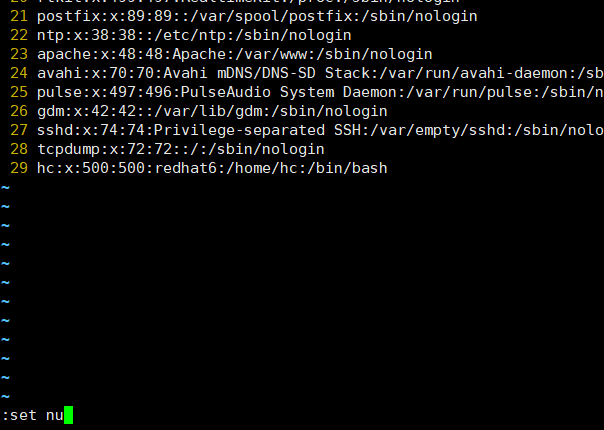 21 postfix:x:89:89::/var/spool/postfix:/sbin/nologin
22 ntp:x:38:38::/etc/ntp:/sbin/nologin
23 apache:x:48:48:Apache:/var/www:/sbin/nologin
24 avahi:x:70:70:Avahi mDNS/DNS-SD Stack:/var/run/avahi-daemon:/sb
25 pulse:x:497:496:PulseAudio System Daemon:/var/run/pulse:/sbin/n
26 gdm:x:42:42::/var/lib/gdm:/sbin/nologin
27 sshd:x:74:74:Privilege-separated SSH:/var/empty/sshd:/sbin/nolo
28 tcpdump:x:72:72::/:/sbin/nologin
29 hc:x:500:500:redhat6:/home/hc:/bin/bash
~
~
~
~
~
~
~
~
~
~
~
~
:set nu